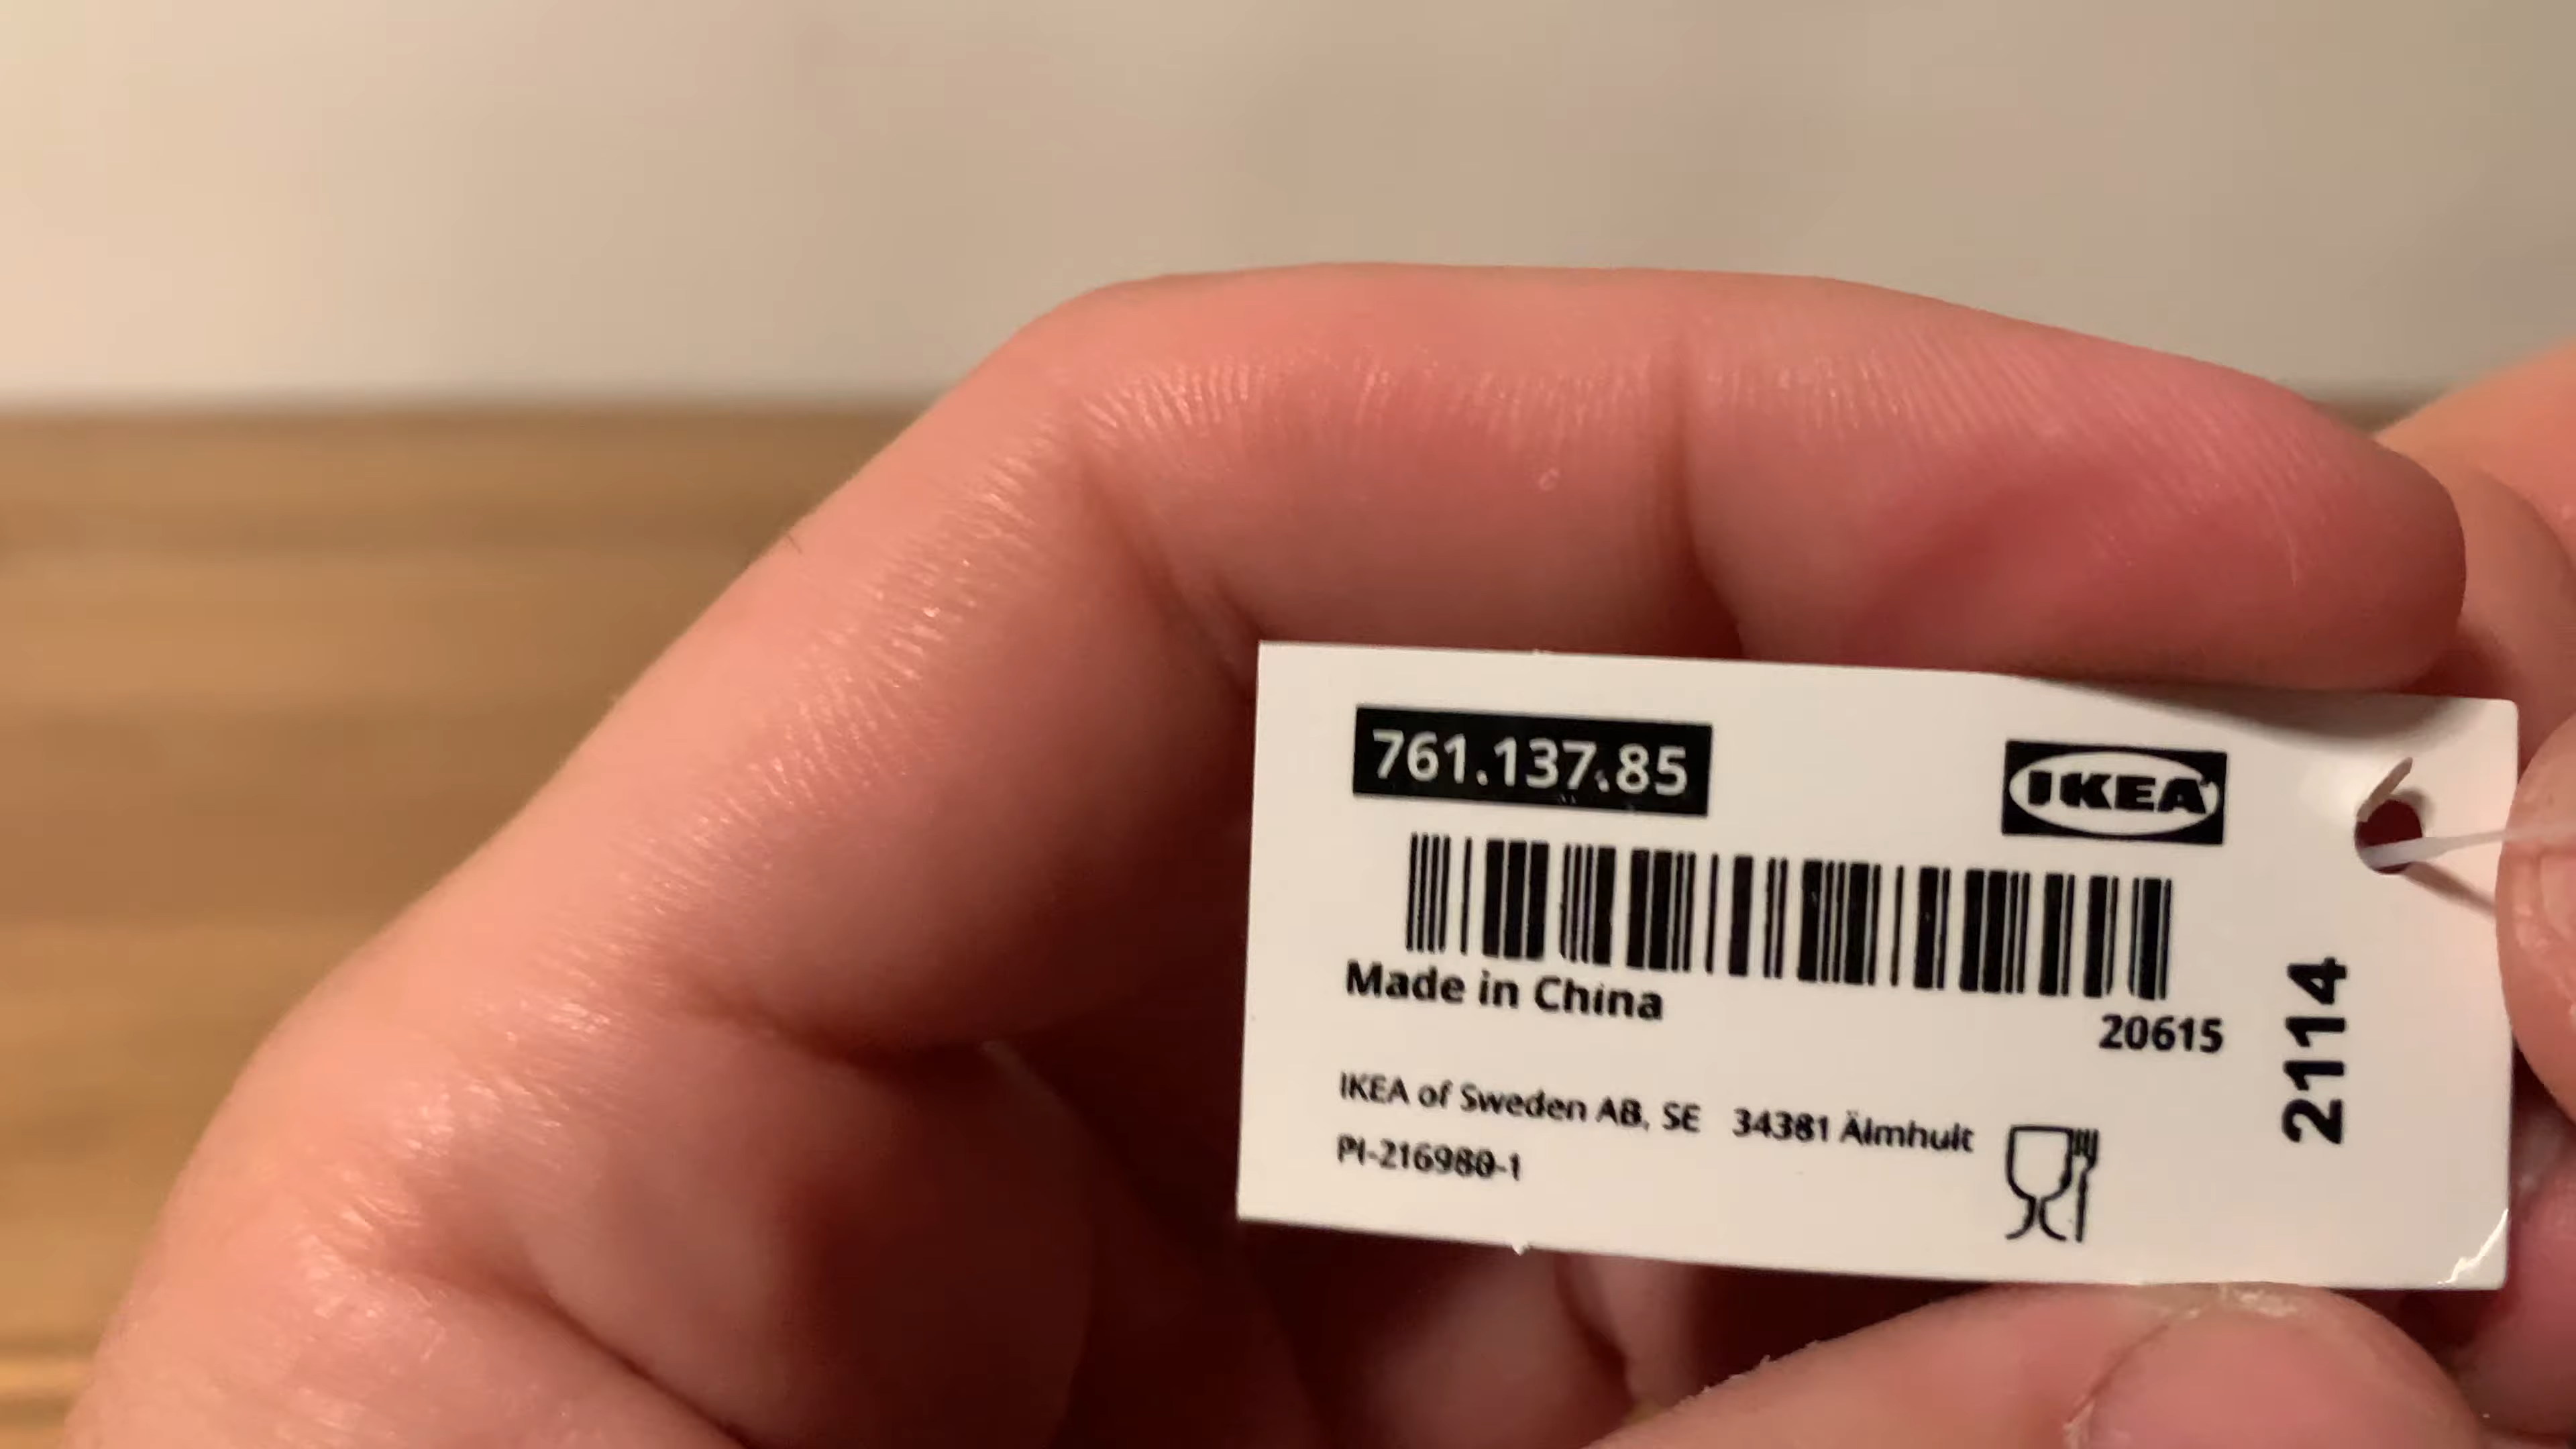 761.137.85
IKEA
Made in China
20615
2114
IKEA of Sweden AB, SE 34381 Älmhult
PI-216980-1